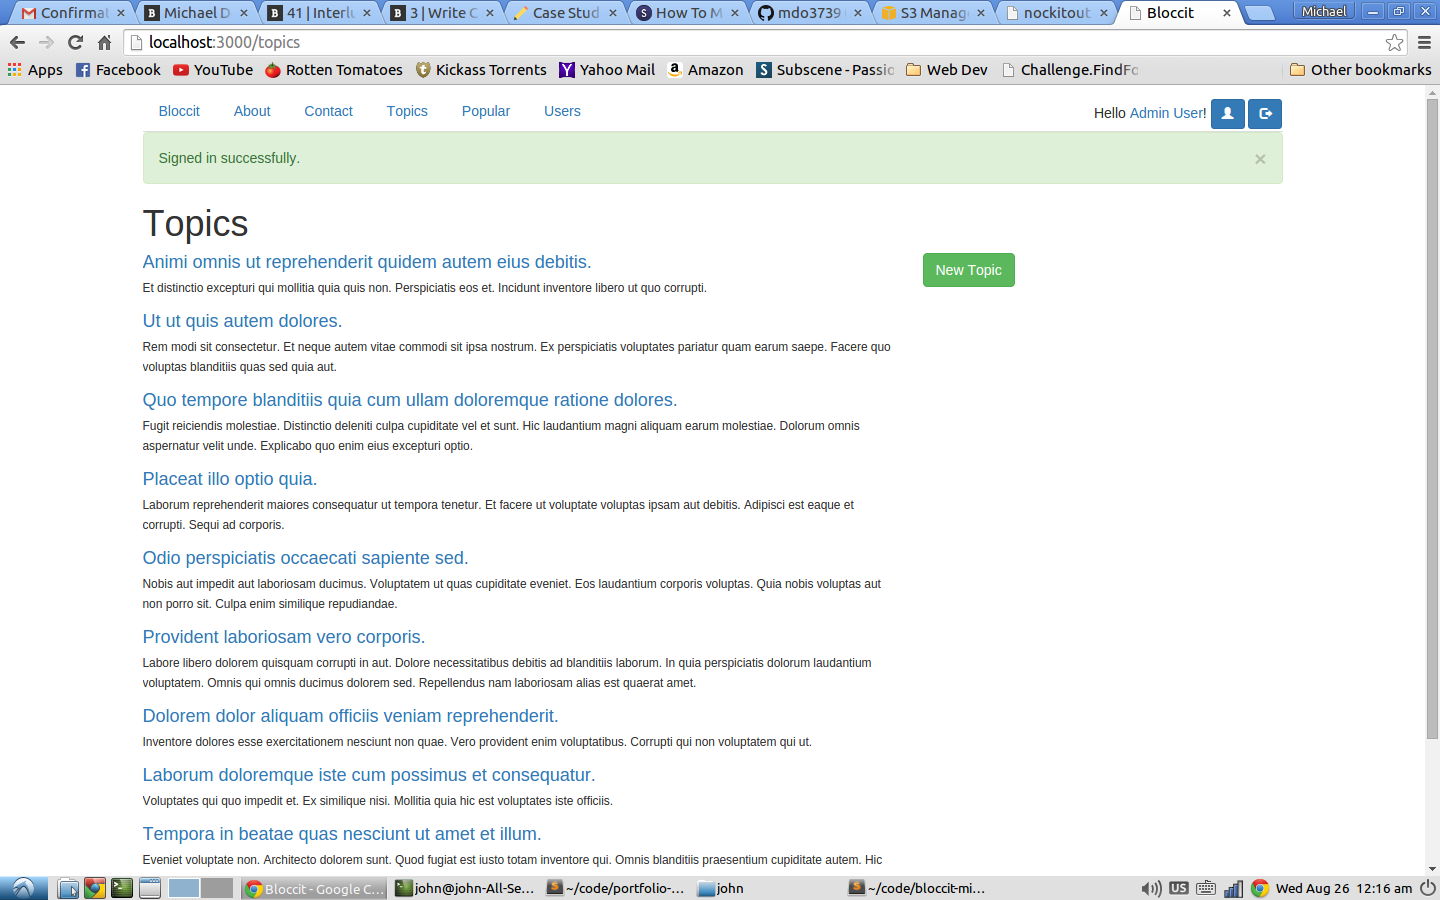 Confirmat
Michael D
41 | Interlu
3 | Write C
Case Stud
How To M
mdo3739
S3 Manag
nockitout
Bloccit
Michael
localhost:3000/topics
Apps
Facebook
YouTube
Rotten Tomatoes
Kickass Torrents
Yahoo Mail
Amazon
Subscene - Passio
Web Dev
Challenge.FindFo
Other bookmarks
Bloccit
About
Contact
Topics
Popular
Users
Hello Admin User!
Signed in successfully.
×
Topics
New Topic
Animi omnis ut reprehenderit quidem autem eius debitis.
Et distinctio excepturi qui mollitia quia quis non. Perspiciatis eos et. Incidunt inventore libero ut quo corrupti.
Ut ut quis autem dolores.
Rem modi sit consectetur. Et neque autem vitae commodi sit ipsa nostrum. Ex perspiciatis voluptates pariatur quam earum saepe. Facere quo
voluptas blanditiis quas sed quia aut.
Quo tempore blanditiis quia cum ullam doloremque ratione dolores.
Fugit reiciendis molestiae. Distinctio deleniti culpa cupiditate vel et sunt. Hic laudantium magni aliquam earum molestiae. Dolorum omnis
aspernatur velit unde. Explicabo quo enim eius excepturi optio.
Placeat illo optio quia.
Laborum reprehenderit maiores consequatur ut tempora tenetur. Et facere ut voluptate voluptas ipsam aut debitis. Adipisci est eaque et
corrupti. Sequi ad corporis.
Odio perspiciatis occaecati sapiente sed.
Nobis aut impedit aut laboriosam ducimus. Voluptatem ut quas cupiditate eveniet. Eos laudantium corporis voluptas. Quia nobis voluptas aut
non porro sit. Culpa enim similique repudiandae.
Provident laboriosam vero corporis.
Labore libero dolorem quisquam corrupti in aut. Dolore necessitatibus debitis ad blanditiis laborum. In quia perspiciatis dolorum laudantium
voluptatem. Omnis qui omnis ducimus dolorem sed. Repellendus nam laboriosam alias est quaerat amet.
Dolorem dolor aliquam officiis veniam reprehenderit.
Inventore dolores esse exercitationem nesciunt non quae. Vero provident enim voluptatibus. Corrupti qui non voluptatem qui ut.
Laborum doloremque iste cum possimus et consequatur.
Voluptates qui quo impedit et. Ex similique nisi. Mollitia quia hic est voluptates iste officiis.
Tempora in beatae quas nesciunt ut amet et illum.
Eveniet voluptate non. Architecto dolorem sunt. Quod fugiat est iusto totam inventore qui. Omnis blanditiis praesentium cupiditate autem. Hic
Bloccit - Google C...
john@john-All-Se...
~/code/portfolio-...
john
~/code/bloccit-mi...
US
Wed Aug 26 12:16 am